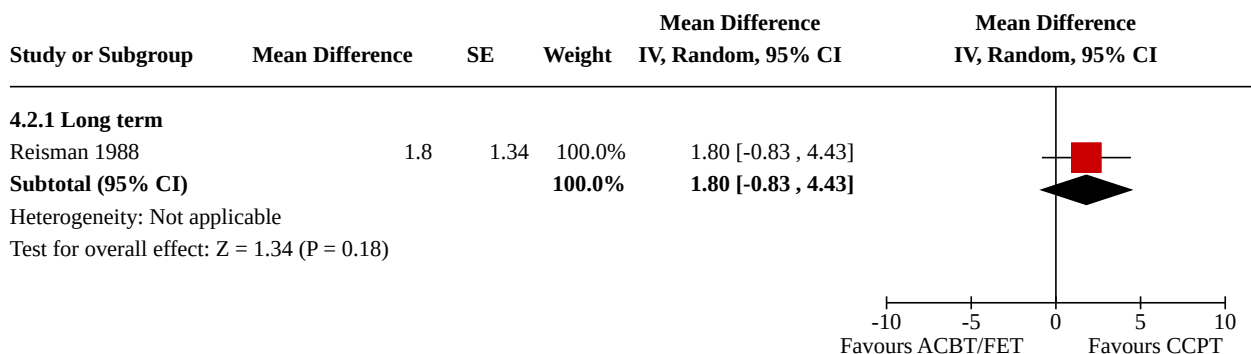 Mean Difference Mean Difference
Study or Subgroup Mean Difference SE Weight IV, Random, 95% CI IV, Random, 95% CI
4.2.1 Long term
Reisman 1988 1.8 1.34 100.0% 1.80 [-0.83 , 4.43]
Subtotal (95% CI) 100.0% 1.80 [-0.83 , 4.43]
Heterogeneity: Not applicable
Test for overall effect: Z = 1.34 (P = 0.18)
-10 -5 0 5 10
Favours ACBT/FET Favours CCPT